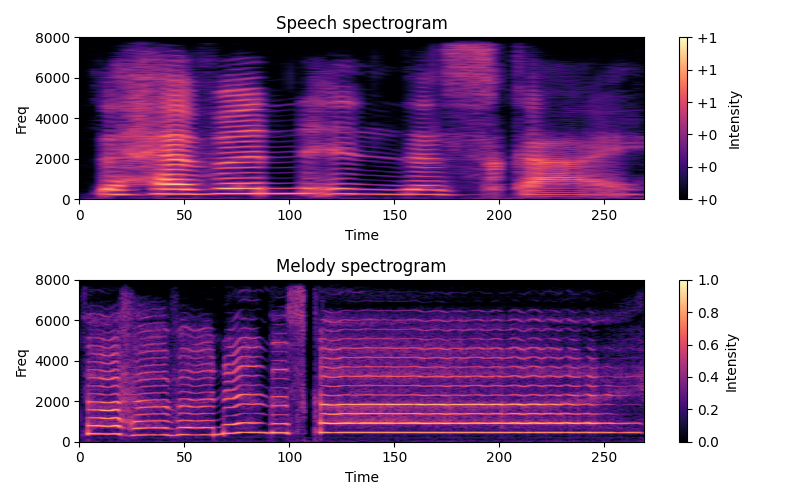 Speech spectrogram
8000
6000
4000
2000
0
Freq
0 50 100 150 200 250
Time
+1
+1
+1
+0
+0
+0
Intensity
Melody spectrogram
8000
6000
4000
2000
0
Freq
0 50 100 150 200 250
Time
1.0
0.8
0.6
0.4
0.2
0.0
Intensity